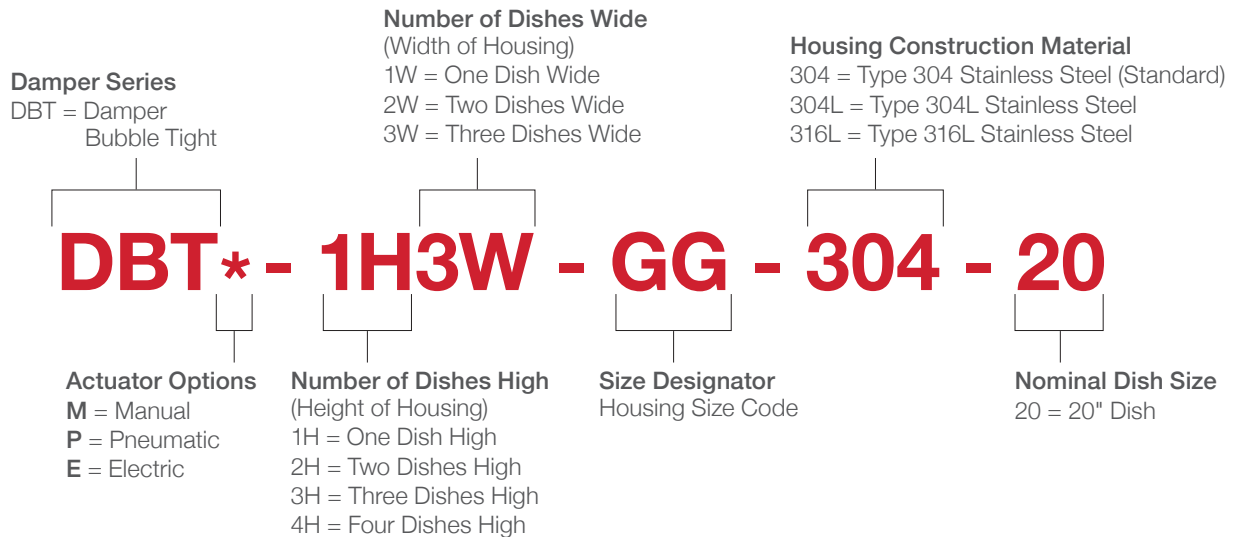 Number of Dishes Wide
(Width of Housing)
1W = One Dish Wide
2W = Two Dishes Wide
3W = Three Dishes Wide
Housing Construction Material
304 = Type 304 Stainless Steel (Standard)
304L = Type 304L Stainless Steel
316L = Type 316L Stainless Steel
Damper Series
DBT = Damper
Bubble Tight
DBT* - 1H3W - GG - 304 - 20
Actuator Options
M = Manual
P = Pneumatic
E = Electric
Number of Dishes High
(Height of Housing)
1H = One Dish High
2H = Two Dishes High
3H = Three Dishes High
4H = Four Dishes High
Size Designator
Housing Size Code
Nominal Dish Size
20 = 20" Dish